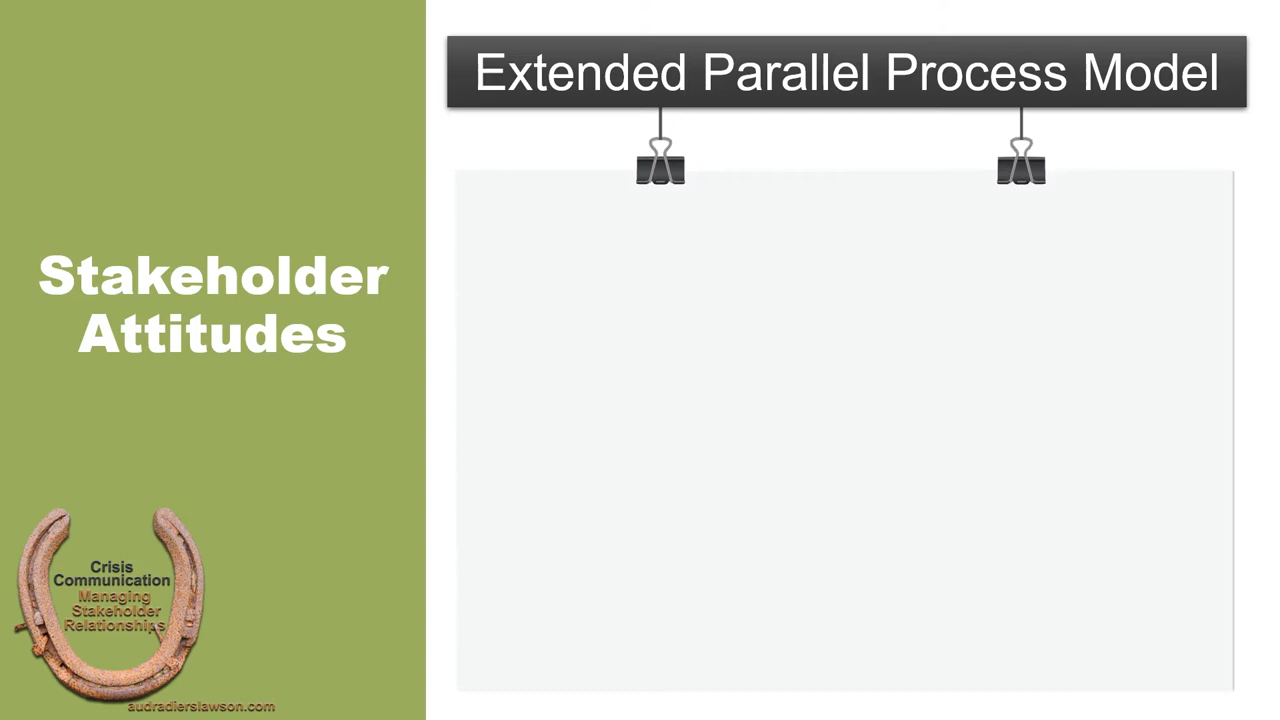 Extended Parallel Process Model
Stakeholder
Attitudes
Crisis
Communication
Managing
Stakeholder
Relationships
audradierslawson.com